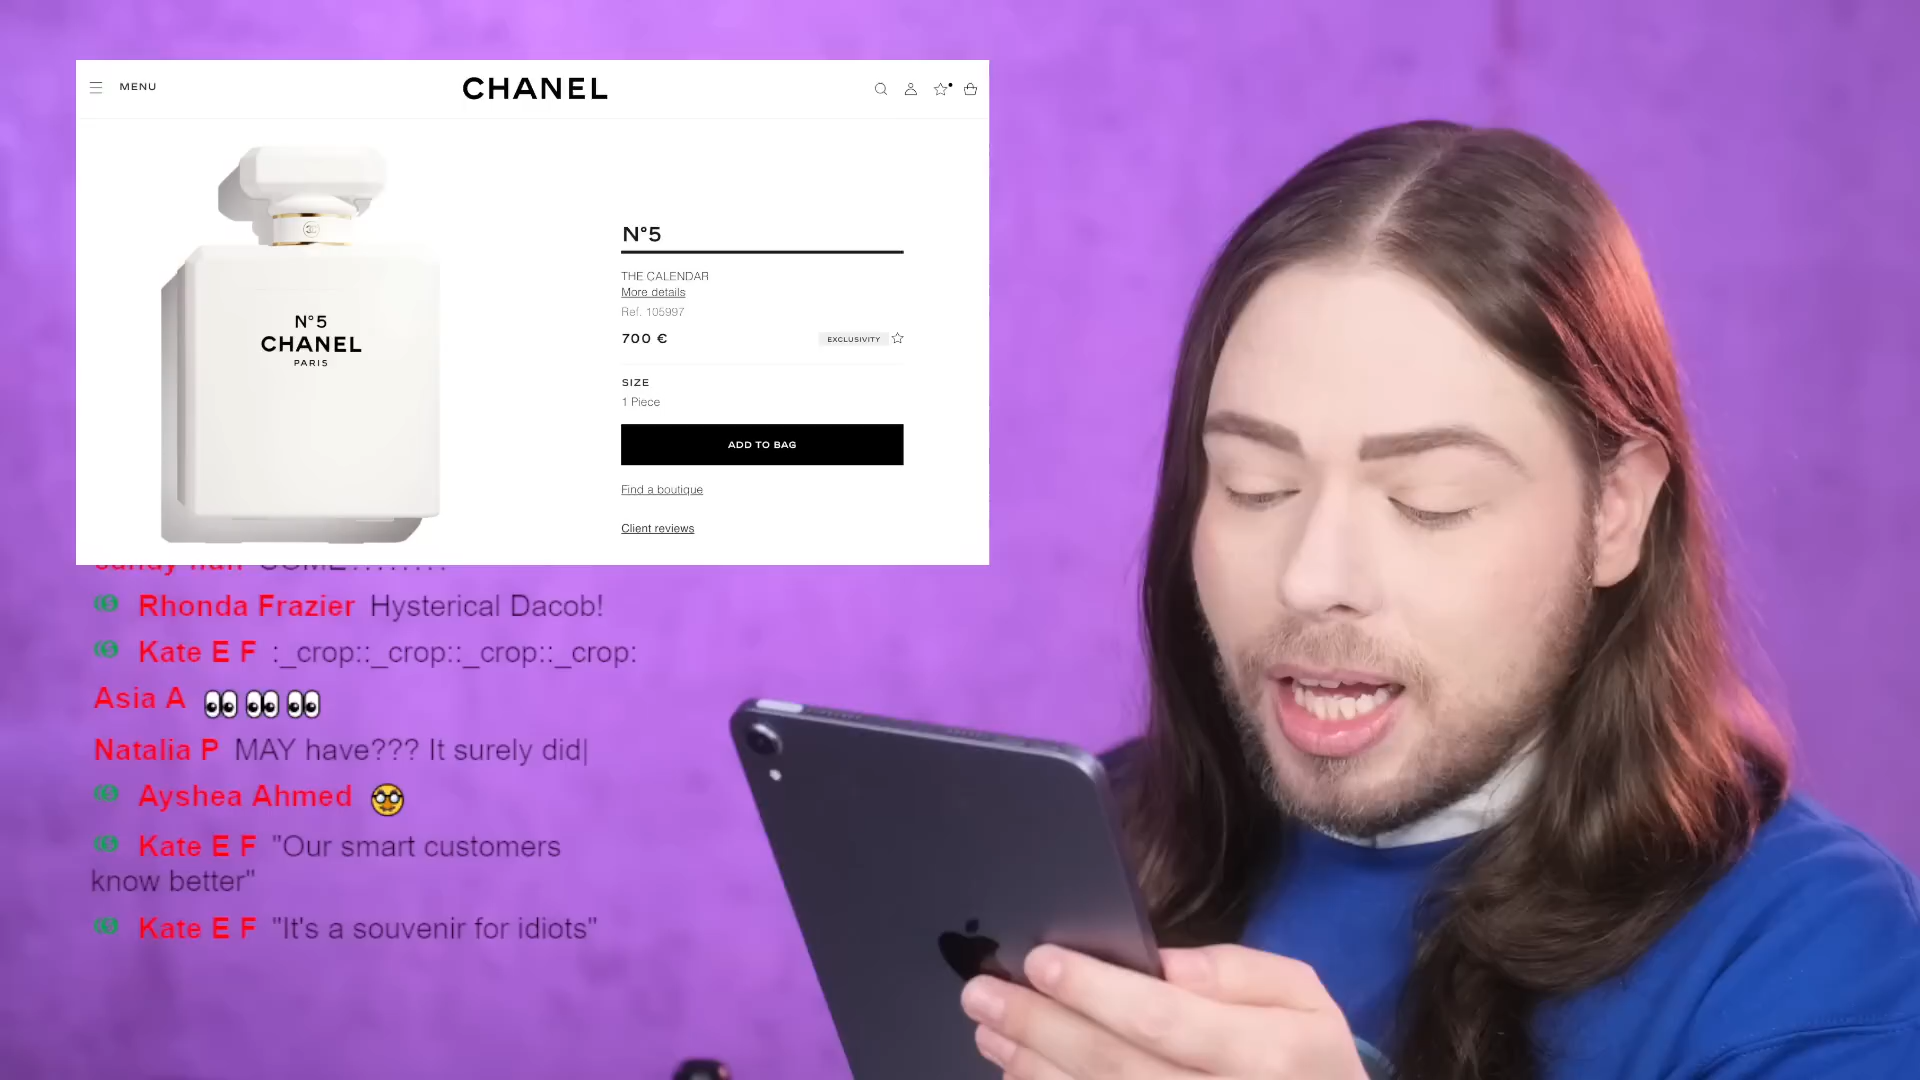 MENU
CHANEL
N°5
CHANEL
PARIS
N°5
THE CALENDAR
More details
Ref. 105997
700 €
EXCLUSIVITY
SIZE
1 Piece
ADD TO BAG
Find a boutique
Client reviews
Rhonda Frazier Hysterical Dacob!
Kate E F :_crop::_crop::_crop::_crop:
Asia A 👀👀👀
Natalia P MAY have??? It surely did|
Ayshea Ahmed 🥸
Kate E F "Our smart customers
know better"
Kate E F "It's a souvenir for idiots"